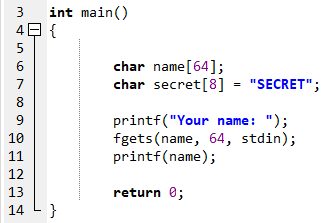 3 int main()
4 {
5
6 char name[64];
7 char secret[8] = "SECRET";
8
9 printf("Your name: ");
10 fgets(name, 64, stdin);
11 printf(name);
12
13 return 0;
14 }